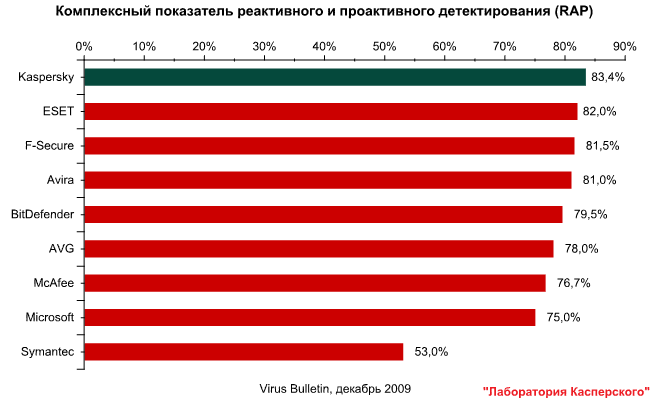 Комплексный показатель реактивного и проактивного детектирования (RAP)
0% 10% 20% 30% 40% 50% 60% 70% 80% 90%
Kaspersky 83,4%
ESET 82,0%
F-Secure 81,5%
Avira 81,0%
BitDefender 79,5%
AVG 78,0%
McAfee 76,7%
Microsoft 75,0%
Symantec 53,0%
Virus Bulletin, декабрь 2009
"Лаборатория Касперского"